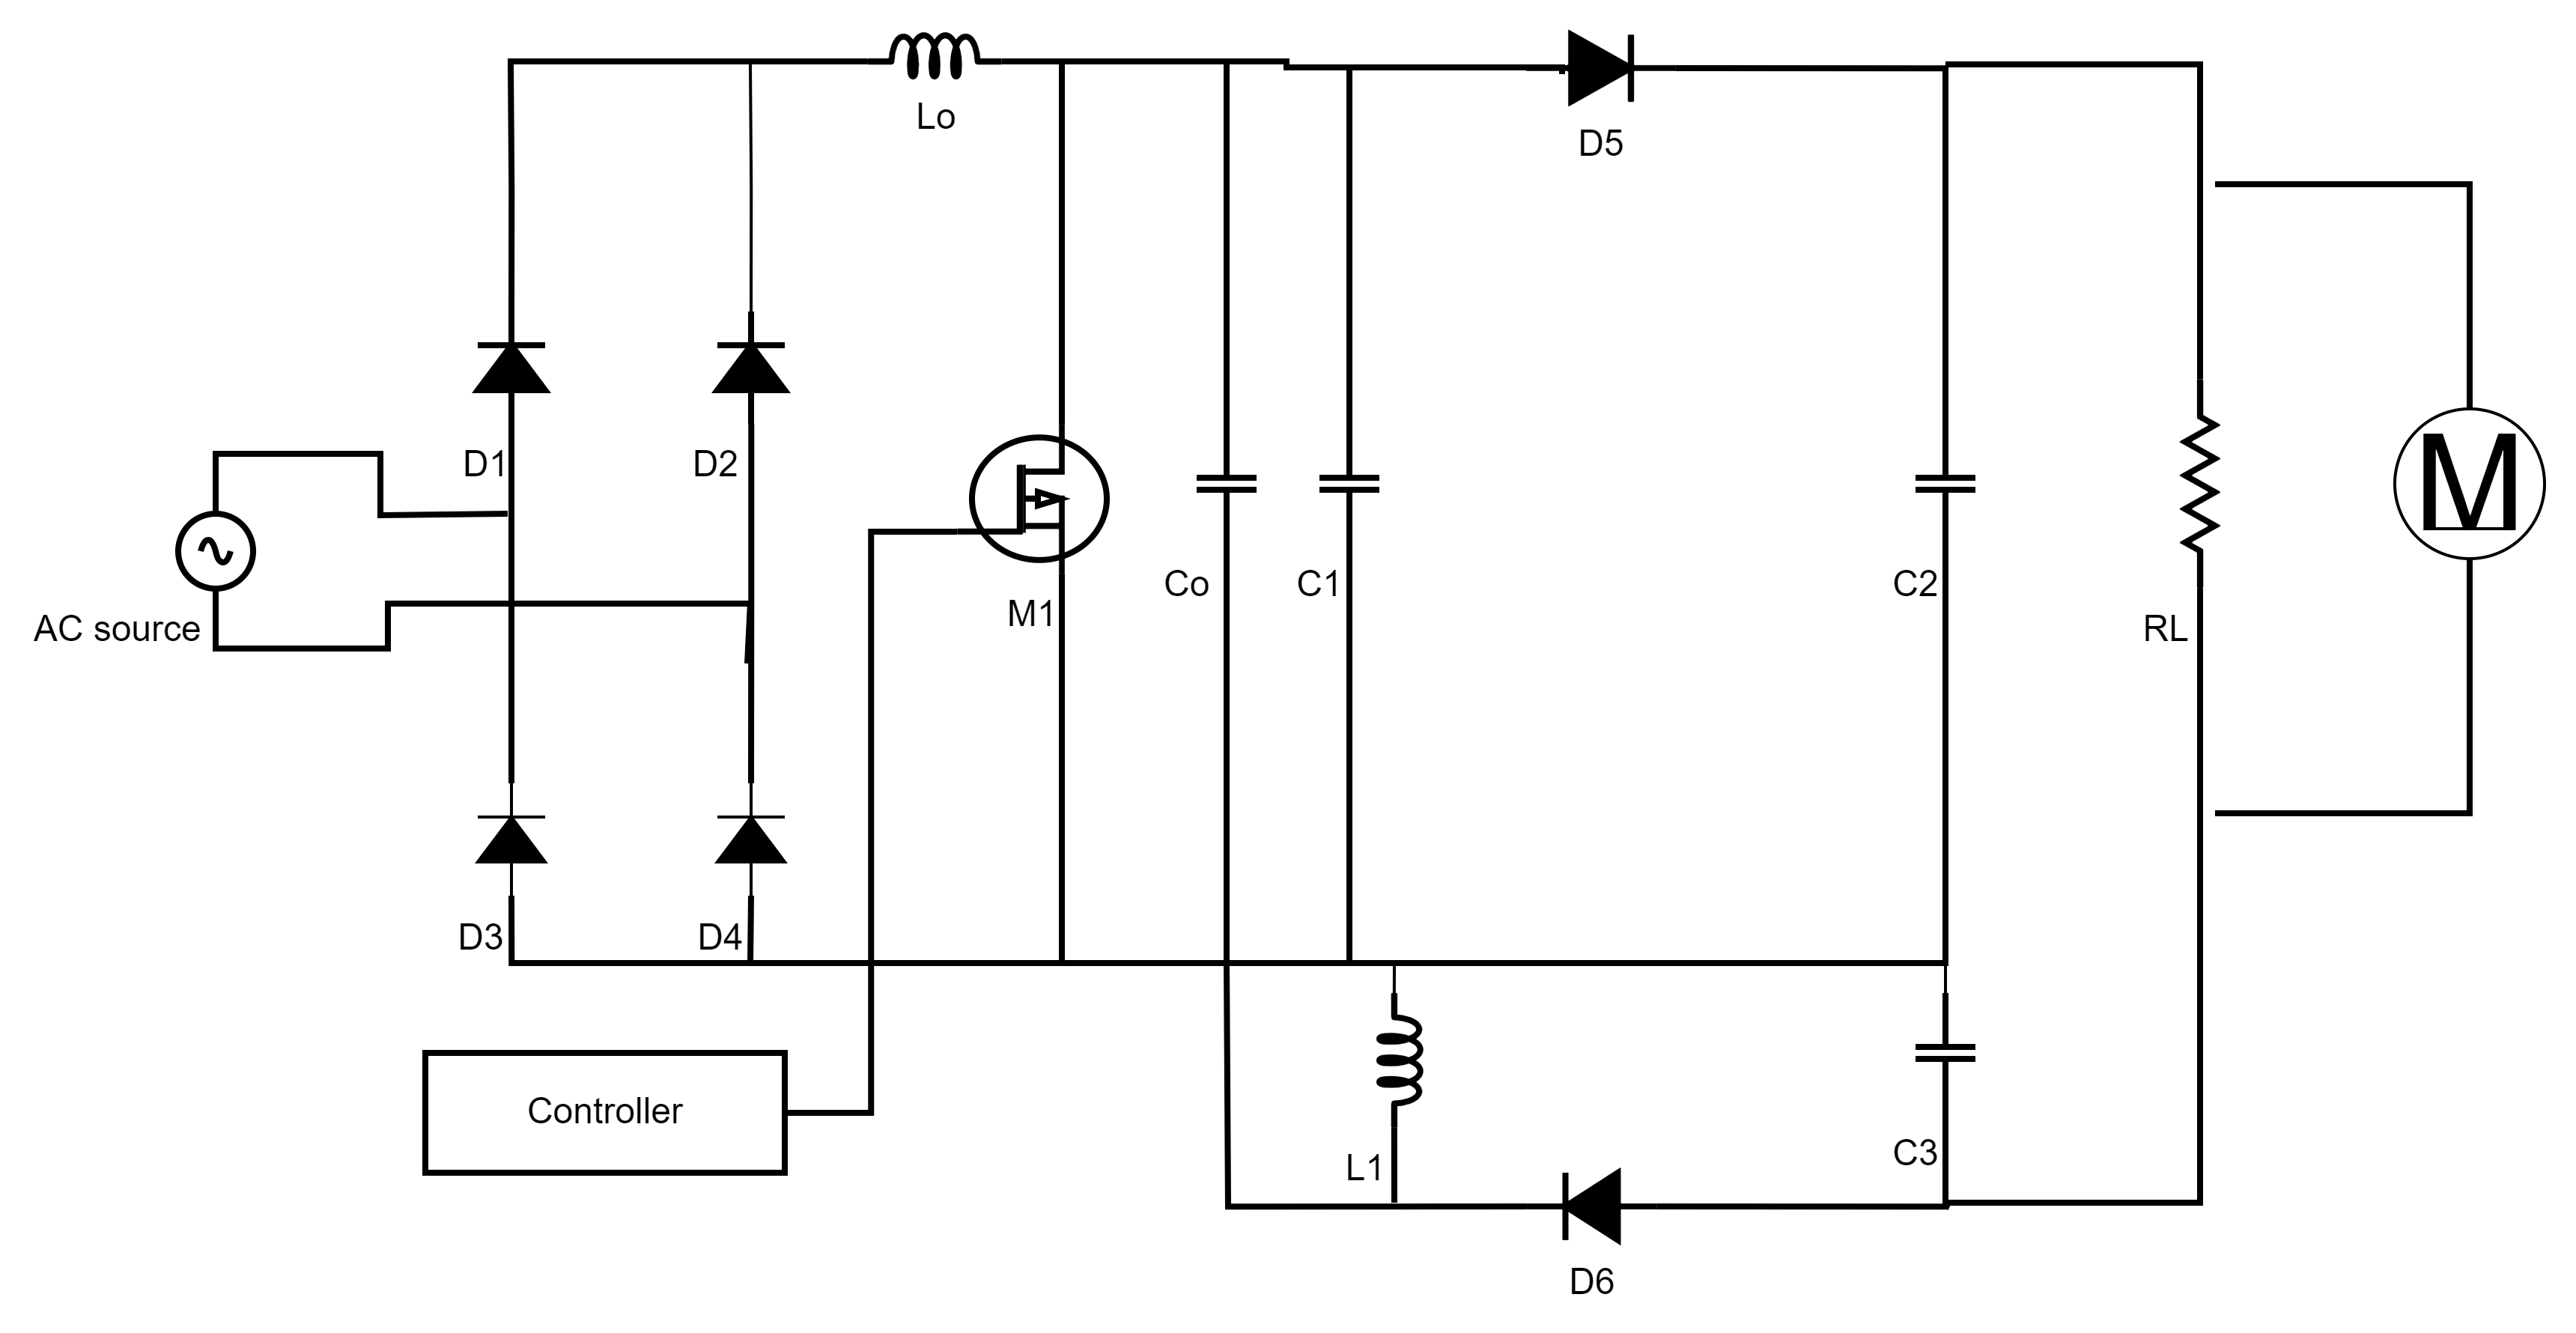 Lo
D5
D1
D2
M
AC source
M1
Co
C1
C2
RL
D3
D4
Controller
L1
C3
D6